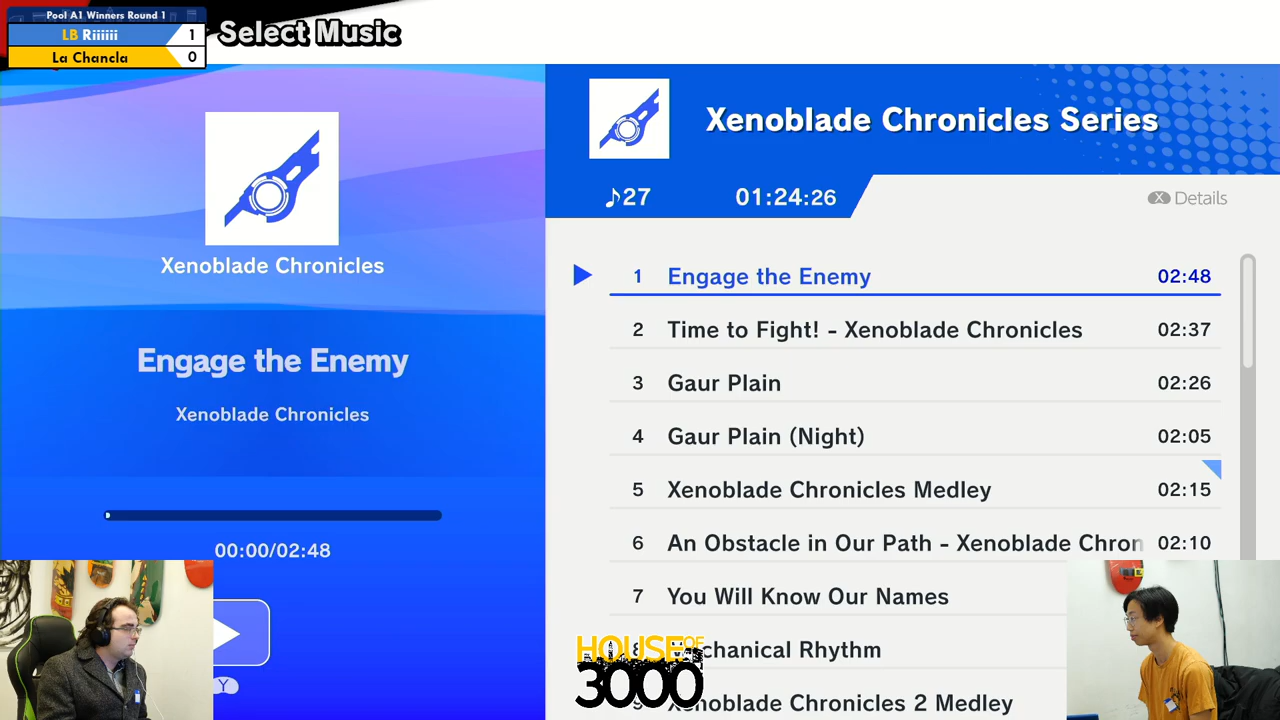 Pool A1 Winners Round 1
LB Riiiiii 1
La Chancla 0
Select Music
Xenoblade Chronicles
Engage the Enemy
Xenoblade Chronicles
00:00/02:48
Y
Xenoblade Chronicles Series
♪27 01:24:26
X Details
1 Engage the Enemy 02:48
2 Time to Fight! - Xenoblade Chronicles 02:37
3 Gaur Plain 02:26
4 Gaur Plain (Night) 02:05
5 Xenoblade Chronicles Medley 02:15
6 An Obstacle in Our Path - Xenoblade Chron 02:10
7 You Will Know Our Names
8 Mechanical Rhythm
9 Xenoblade Chronicles 2 Medley
HOUSE OF
3000